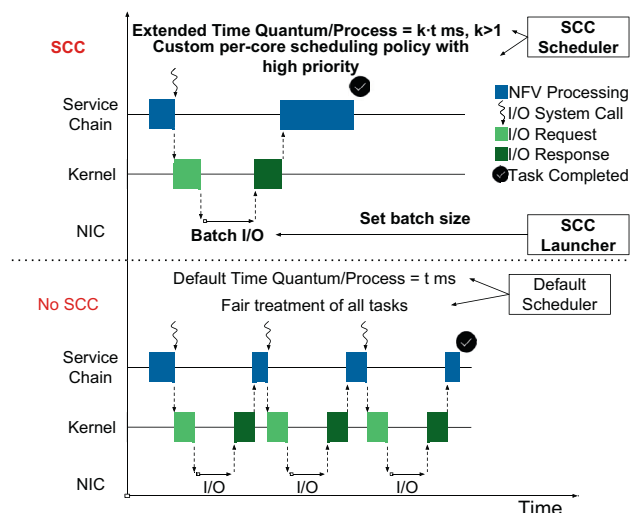 SCC
Extended Time Quantum/Process = k·t ms, k>1
Custom per-core scheduling policy with
high priority
SCC
Scheduler
NFV Processing
I/O System Call
I/O Request
I/O Response
Task Completed
Service
Chain
Kernel
NIC
Batch I/O
Set batch size
SCC
Launcher
No SCC
Default Time Quantum/Process = t ms
Fair treatment of all tasks
Default
Scheduler
Service
Chain
Kernel
NIC
I/O
I/O
I/O
Time